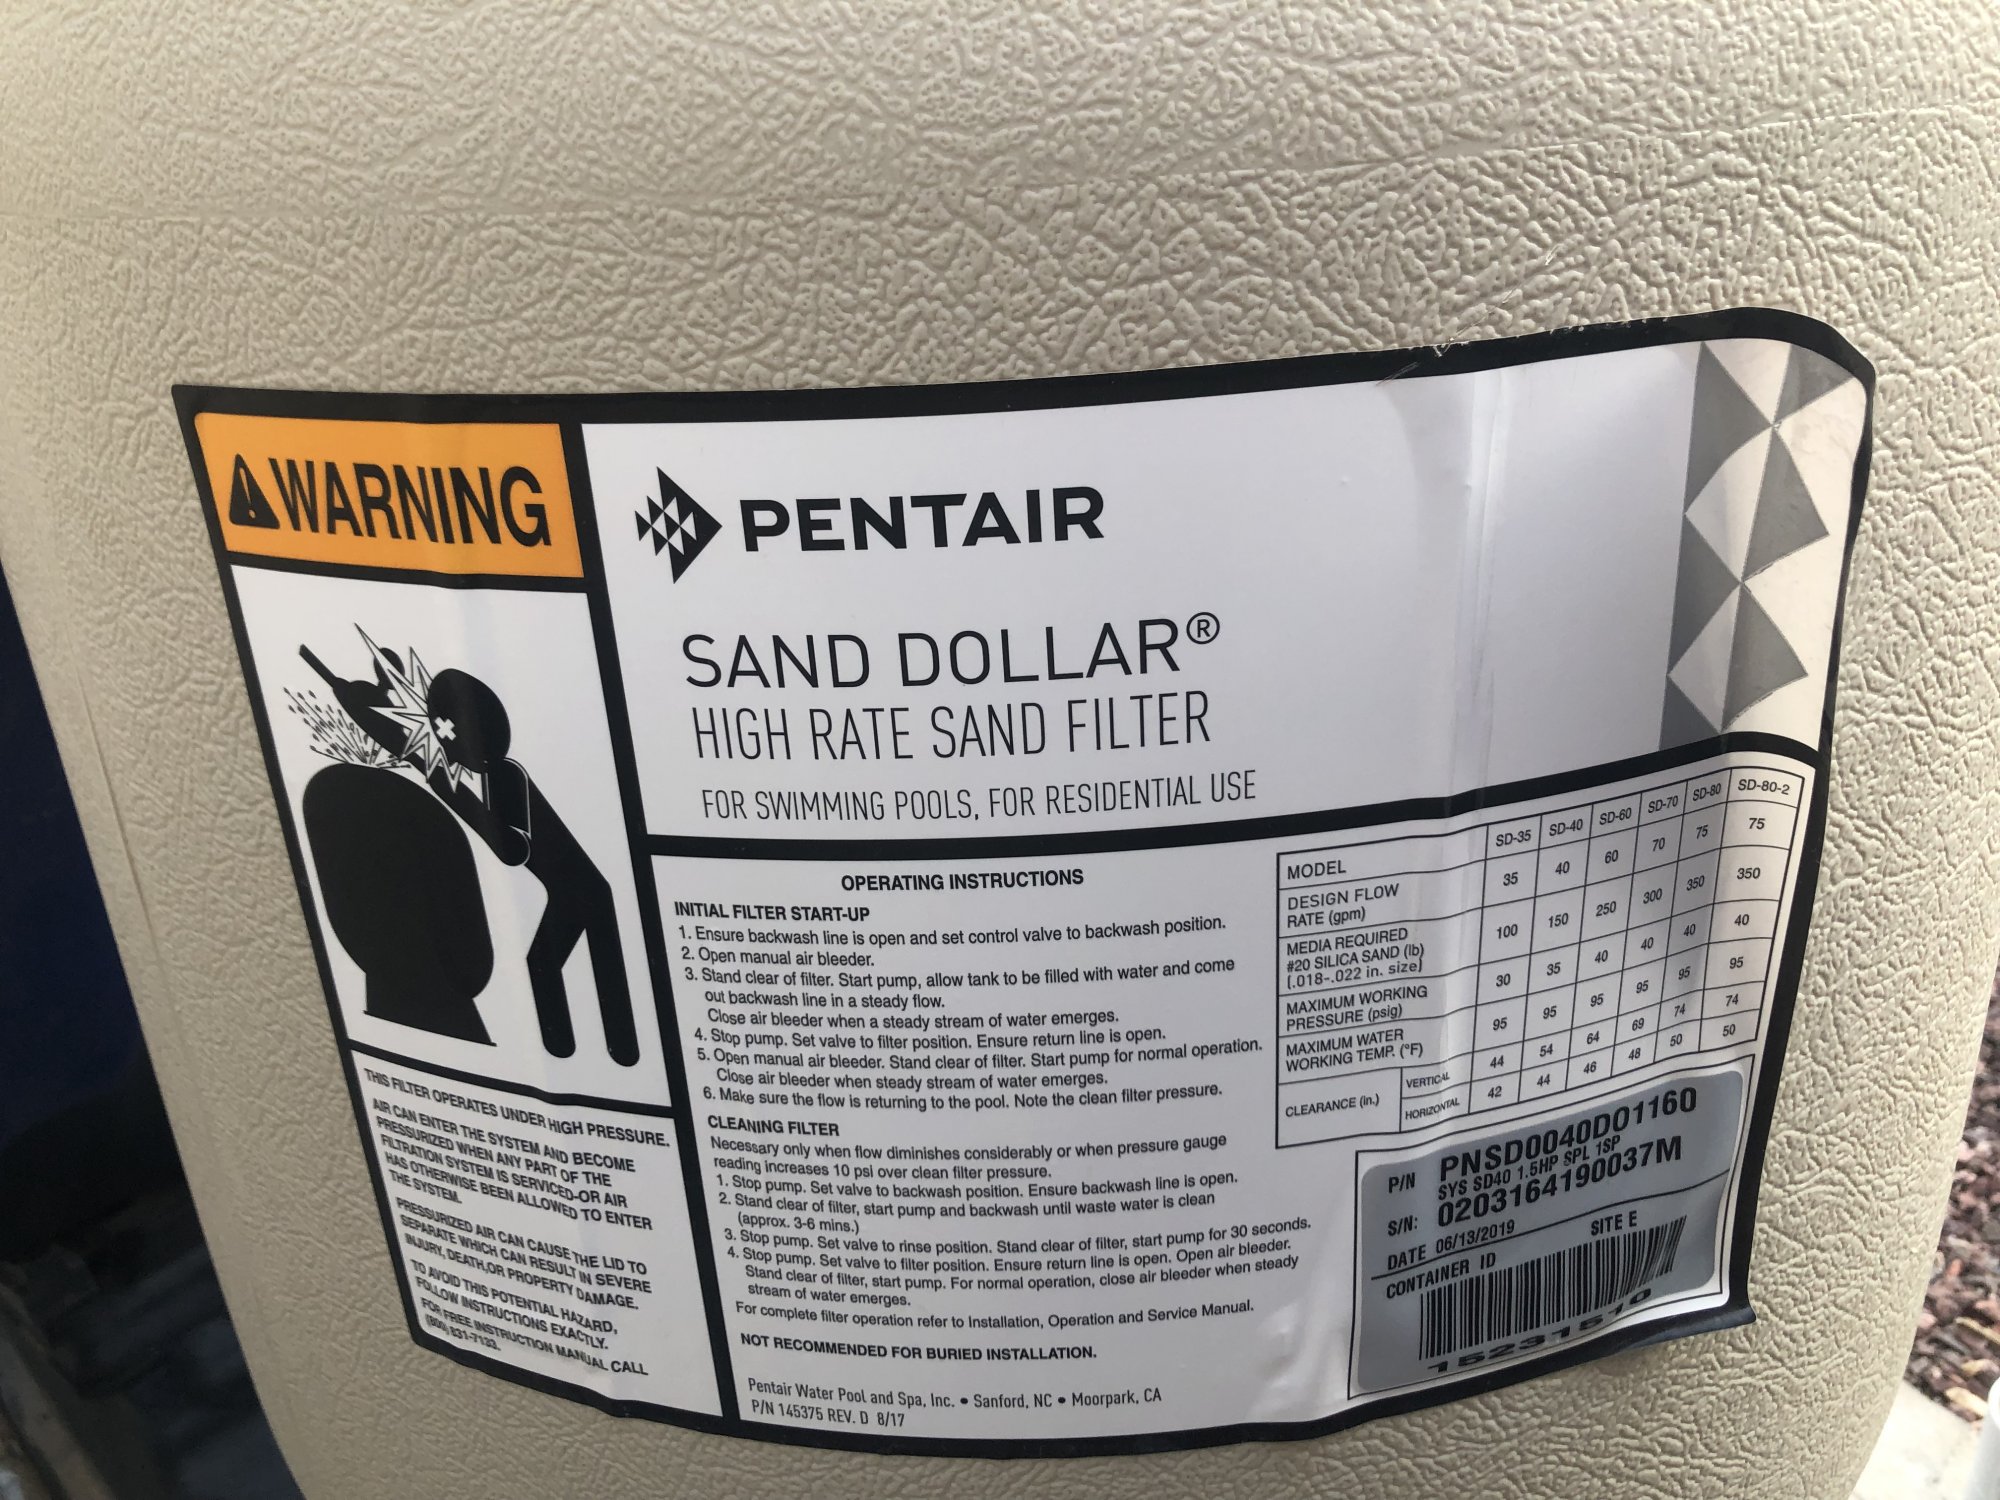 WARNING
PENTAIR
SAND DOLLAR®
HIGH RATE SAND FILTER
FOR SWIMMING POOLS, FOR RESIDENTIAL USE
THIS FILTER OPERATES UNDER HIGH PRESSURE.
AIR CAN ENTER THE SYSTEM AND BECOME
PRESSURIZED WHEN ANY PART OF THE
FILTRATION SYSTEM IS SERVICED-OR AIR
HAS OTHERWISE BEEN ALLOWED TO ENTER
THE SYSTEM.
PRESSURIZED AIR CAN CAUSE THE LID TO
SEPARATE WHICH CAN RESULT IN SEVERE
INJURY, DEATH,OR PROPERTY DAMAGE.
TO AVOID THIS POTENTIAL HAZARD,
FOLLOW INSTRUCTIONS EXACTLY.
FOR FREE INSTRUCTION MANUAL CALL
(800) 831-7133.
OPERATING INSTRUCTIONS
INITIAL FILTER START-UP
1. Ensure backwash line is open and set control valve to backwash position.
2. Open manual air bleeder.
3. Stand clear of filter. Start pump, allow tank to be filled with water and come
out backwash line in a steady flow.
Close air bleeder when a steady stream of water emerges.
4. Stop pump. Set valve to filter position. Ensure return line is open.
5. Open manual air bleeder. Stand clear of filter. Start pump for normal operation.
Close air bleeder when steady stream of water emerges.
6. Make sure the flow is returning to the pool. Note the clean filter pressure.
CLEANING FILTER
Necessary only when flow diminishes considerably or when pressure gauge
reading increases 10 psi over clean filter pressure.
1. Stop pump. Set valve to backwash position. Ensure backwash line is open.
2. Stand clear of filter, start pump and backwash until waste water is clean
(approx. 3-6 mins.)
3. Stop pump. Set valve to rinse position. Stand clear of filter, start pump for 30 seconds.
4. Stop pump. Set valve to filter position. Ensure return line is open. Open air bleeder.
Stand clear of filter, start pump. For normal operation, close air bleeder when steady
stream of water emerges.
For complete filter operation refer to Installation, Operation and Service Manual.
NOT RECOMMENDED FOR BURIED INSTALLATION.
Pentair Water Pool and Spa, Inc. • Sanford, NC • Moorpark, CA
P/N 145375 REV. D 8/17
MODEL SD-35 SD-40 SD-60 SD-70 SD-80 SD-80-2
DESIGN FLOW
RATE (gpm) 35 40 60 70 75 75
MEDIA REQUIRED
#20 SILICA SAND (lb)
(.018-.022 in. size) 100 150 250 300 350 350
MAXIMUM WORKING
PRESSURE (psig) 30 35 40 40 40 40
MAXIMUM WATER
WORKING TEMP. (°F) 95 95 95 95 95 95
CLEARANCE (in.) VERTICAL 44 54 64 69 74 74
HORIZONTAL 42 44 46 48 50 50
P/N PNSD0040DO1160
SYS SD40 1.5HP SPL 1SP
S/N: 0203164190037M
DATE 06/13/2019 SITE E
CONTAINER ID